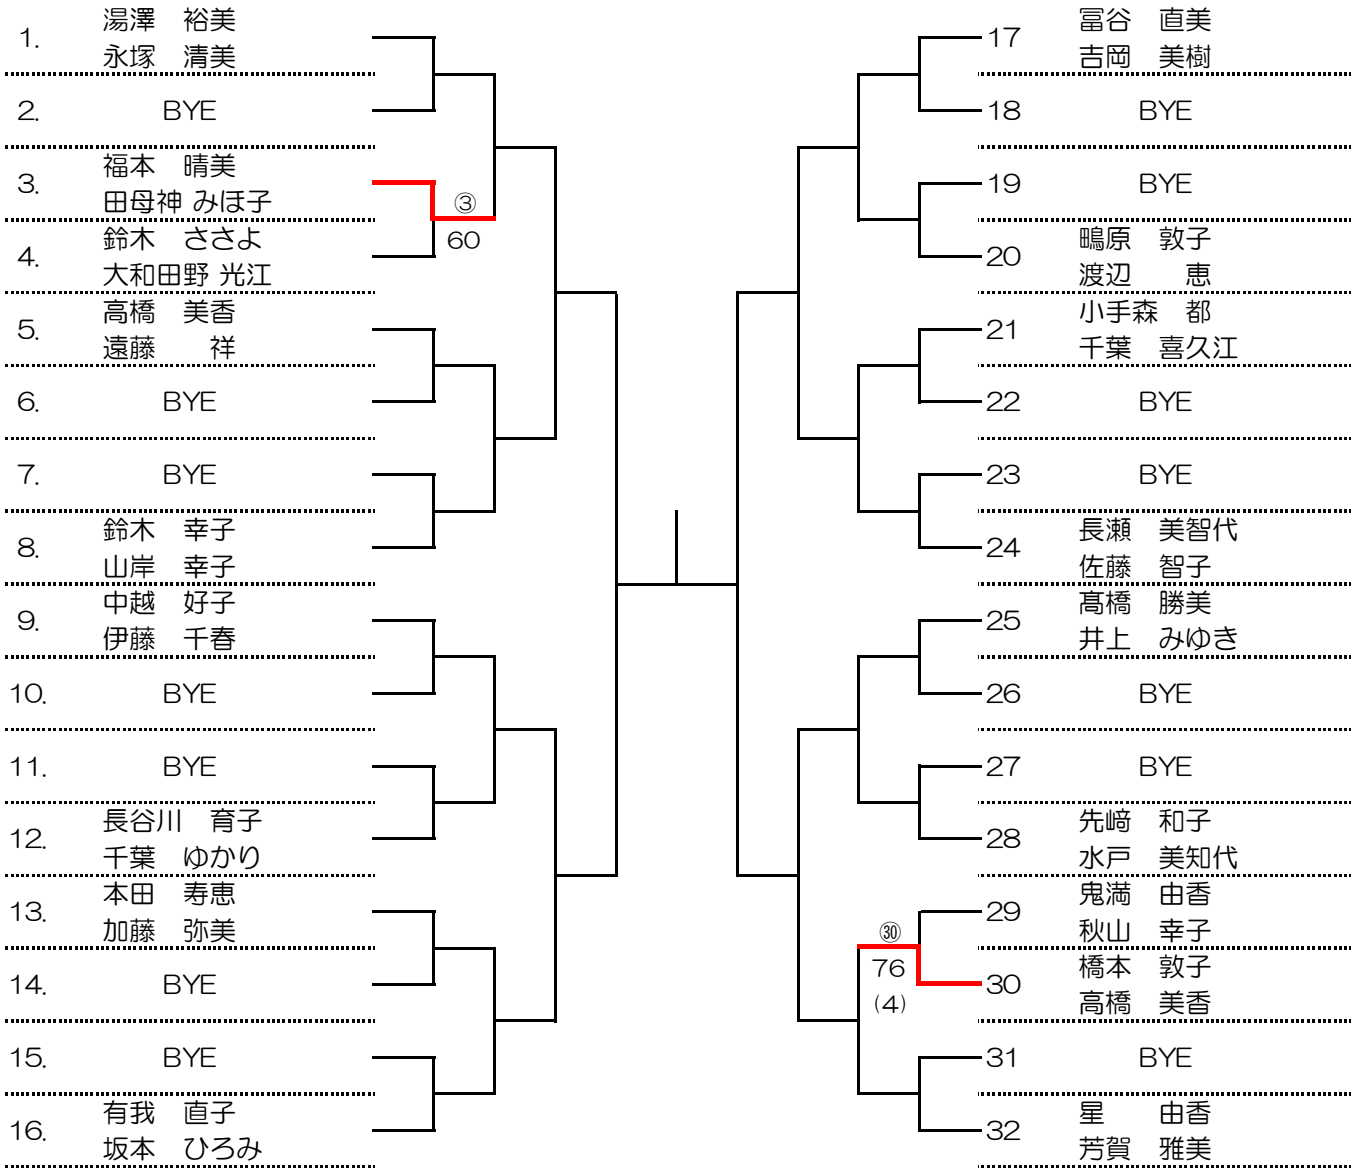 1.
湯澤　裕美
永塚　清美
2.
BYE
3.
福本　晴美
田母神 みほ子
③
60
4.
鈴木　ささよ
大和田野 光江
5.
高橋　美香
遠藤　　祥
6.
BYE
7.
BYE
8.
鈴木　幸子
山岸　幸子
9.
中越　好子
伊藤　千春
10.
BYE
11.
BYE
12.
長谷川　育子
千葉　ゆかり
13.
本田　寿恵
加藤　弥美
14.
BYE
15.
BYE
16.
有我　直子
坂本　ひろみ
17
冨谷　直美
吉岡　美樹
18
BYE
19
BYE
20
鴫原　敦子
渡辺　　恵
21
小手森　都
千葉　喜久江
22
BYE
23
BYE
24
長瀬　美智代
佐藤　智子
25
髙橋　勝美
井上　みゆき
26
BYE
27
BYE
28
先﨑　和子
水戸　美知代
29
鬼満　由香
秋山　幸子
㉚
76
(4)
30
橋本　敦子
高橋　美香
31
BYE
32
星　　由香
芳賀　雅美